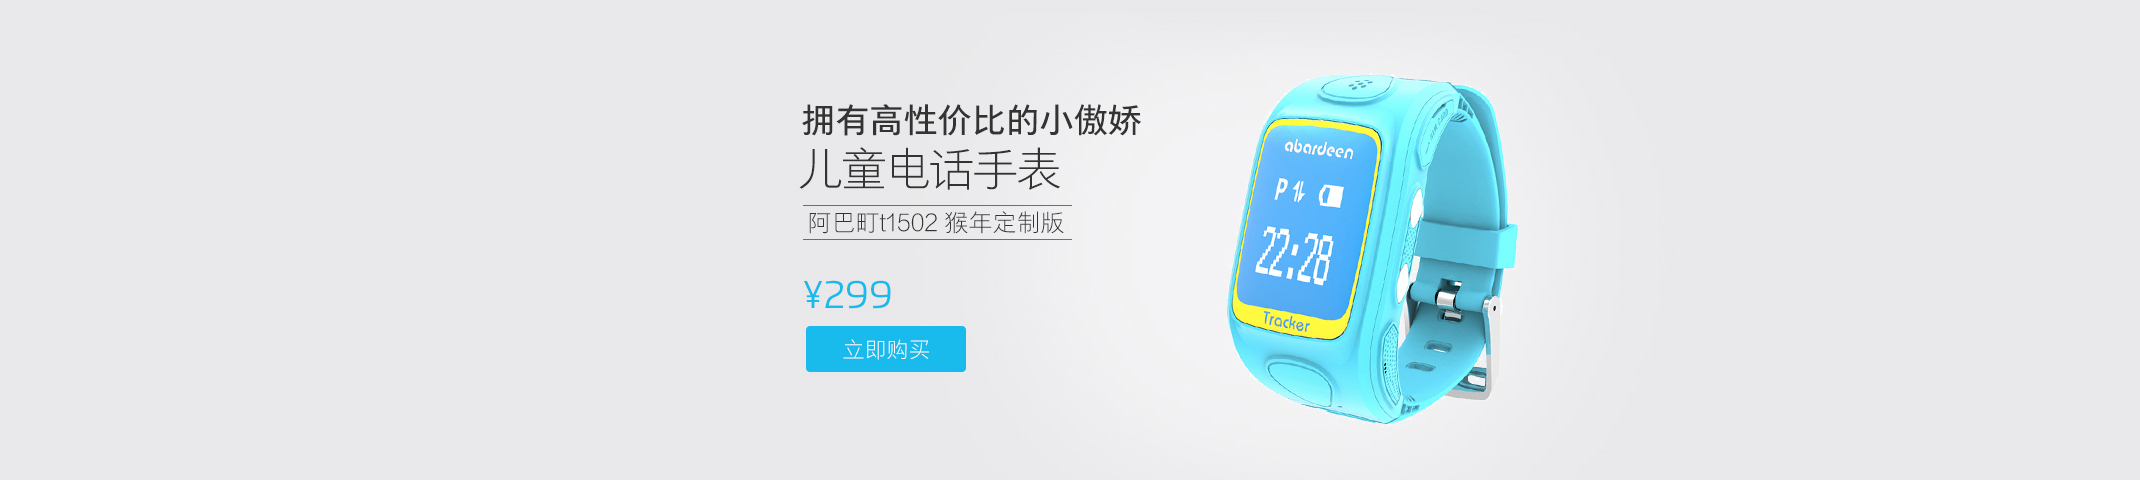 拥有高性价比的小傲娇
儿童电话手表
阿巴町t1502 猴年定制版
¥299
立即购买
abardeen
P
22:28
Tracker